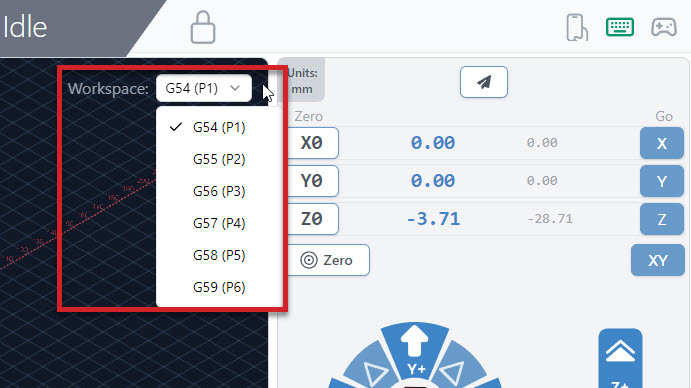 Idle
Workspace: G54 (P1)
G54 (P1)
G55 (P2)
G56 (P3)
G57 (P4)
G58 (P5)
G59 (P6)
Units:
mm
Zero Go
X0 0.00 0.00 X
Y0 0.00 0.00 Y
Z0 -3.71 -28.71 Z
Zero XY
Y+
Z+